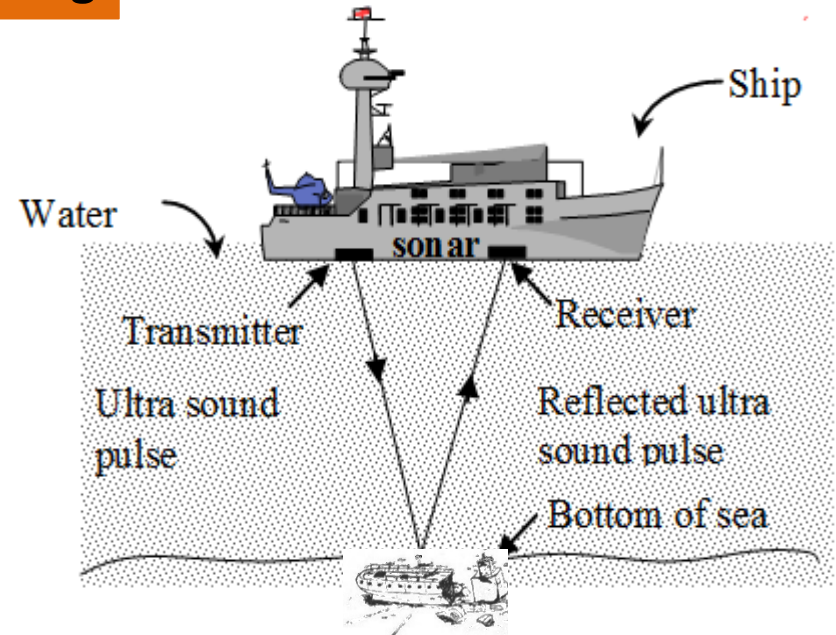 Ship
Water
sonar
Transmitter
Receiver
Ultra sound
pulse
Reflected ultra
sound pulse
Bottom of sea